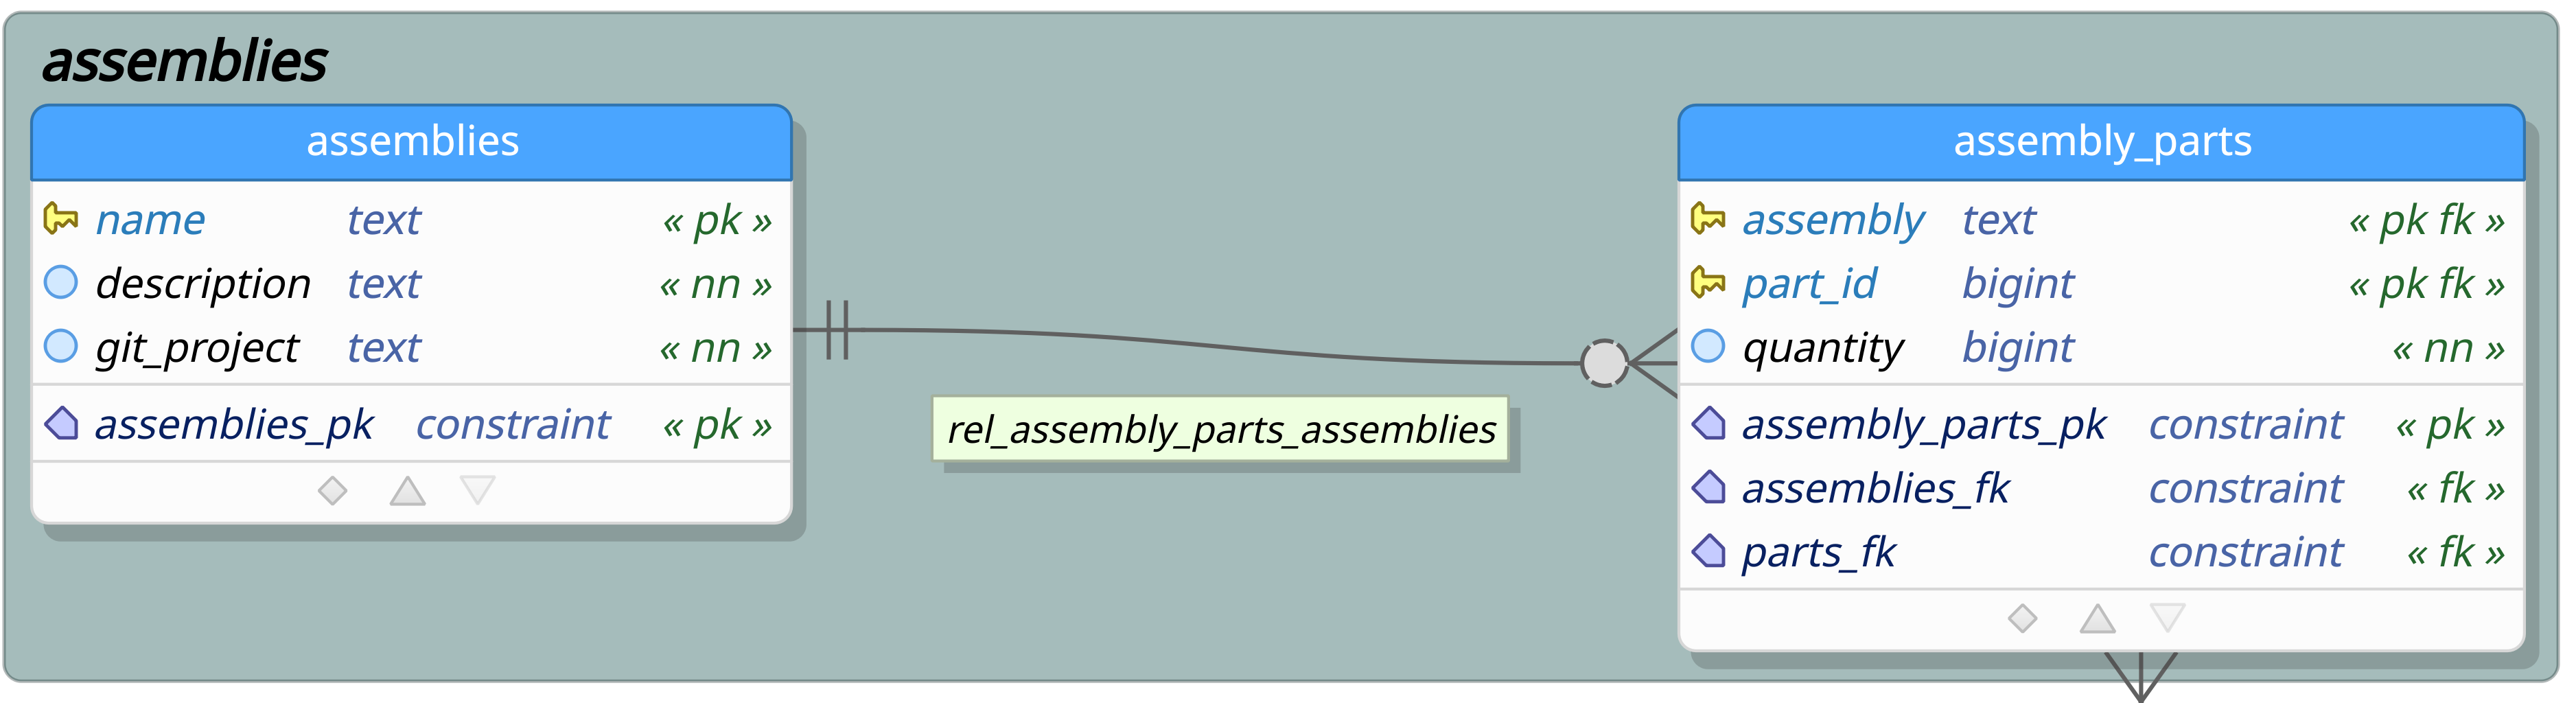 assemblies
assemblies
name text « pk »
description text « nn »
git_project text « nn »
assemblies_pk constraint « pk »
rel_assembly_parts_assemblies
assembly_parts
assembly text « pk fk »
part_id bigint « pk fk »
quantity bigint « nn »
assembly_parts_pk constraint « pk »
assemblies_fk constraint « fk »
parts_fk constraint « fk »